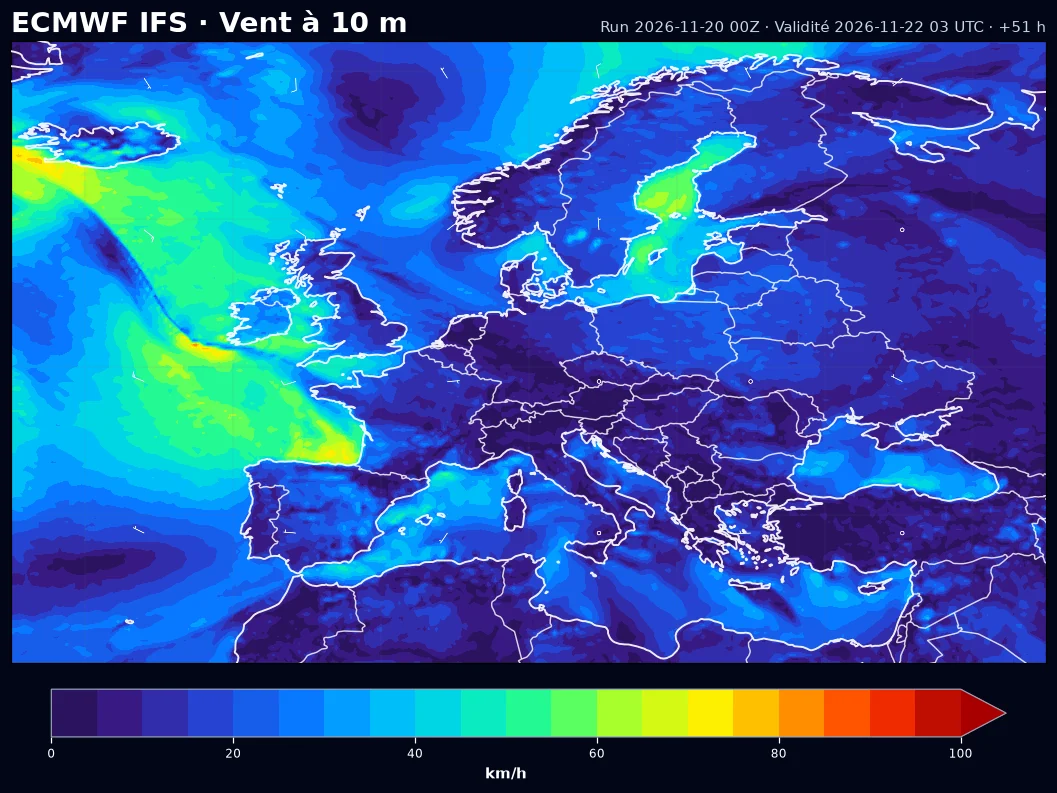 ECMWF IFS · Vent à 10 m
Run 2026-11-20 00Z · Validité 2026-11-22 03 UTC · +51 h
0 20 40 60 80 100
km/h